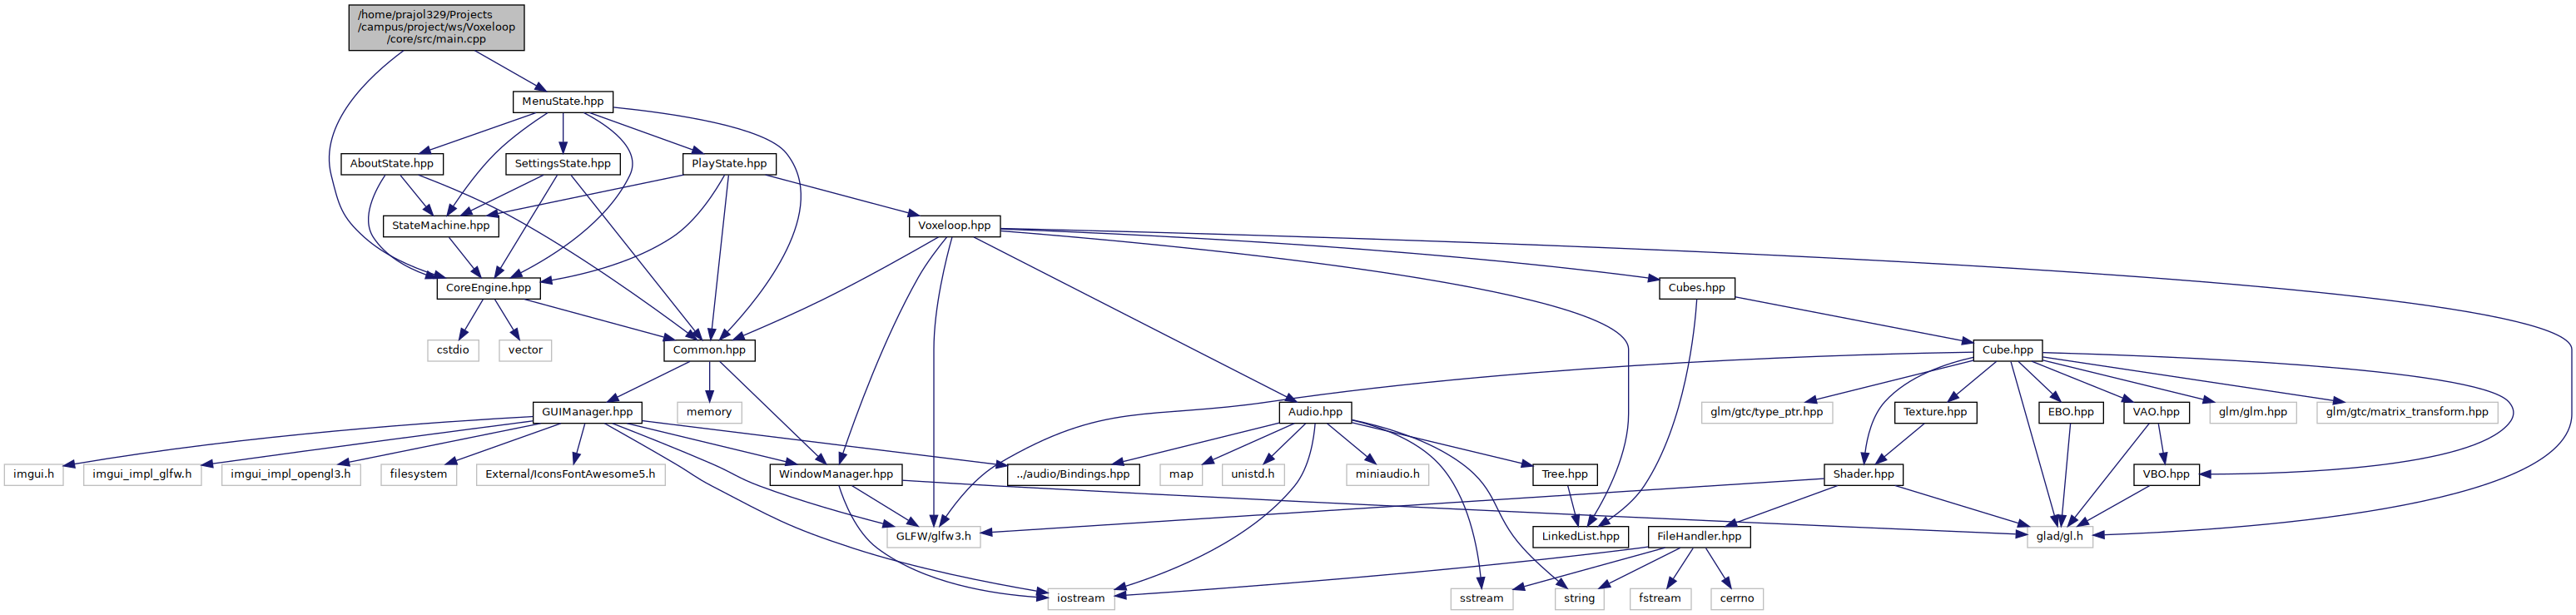 /home/prajol329/Projects
/campus/project/ws/Voxeloop
/core/src/main.cpp
MenuState.hpp
AboutState.hpp
SettingsState.hpp
PlayState.hpp
StateMachine.hpp
Voxeloop.hpp
CoreEngine.hpp
Cubes.hpp
cstdio
vector
Common.hpp
Cube.hpp
GUIManager.hpp
memory
Audio.hpp
glm/gtc/type_ptr.hpp
Texture.hpp
EBO.hpp
VAO.hpp
glm/glm.hpp
glm/gtc/matrix_transform.hpp
imgui.h
imgui_impl_glfw.h
imgui_impl_opengl3.h
filesystem
External/IconsFontAwesome5.h
WindowManager.hpp
../audio/Bindings.hpp
map
unistd.h
miniaudio.h
Tree.hpp
Shader.hpp
VBO.hpp
GLFW/glfw3.h
LinkedList.hpp
FileHandler.hpp
glad/gl.h
iostream
sstream
string
fstream
cerrno